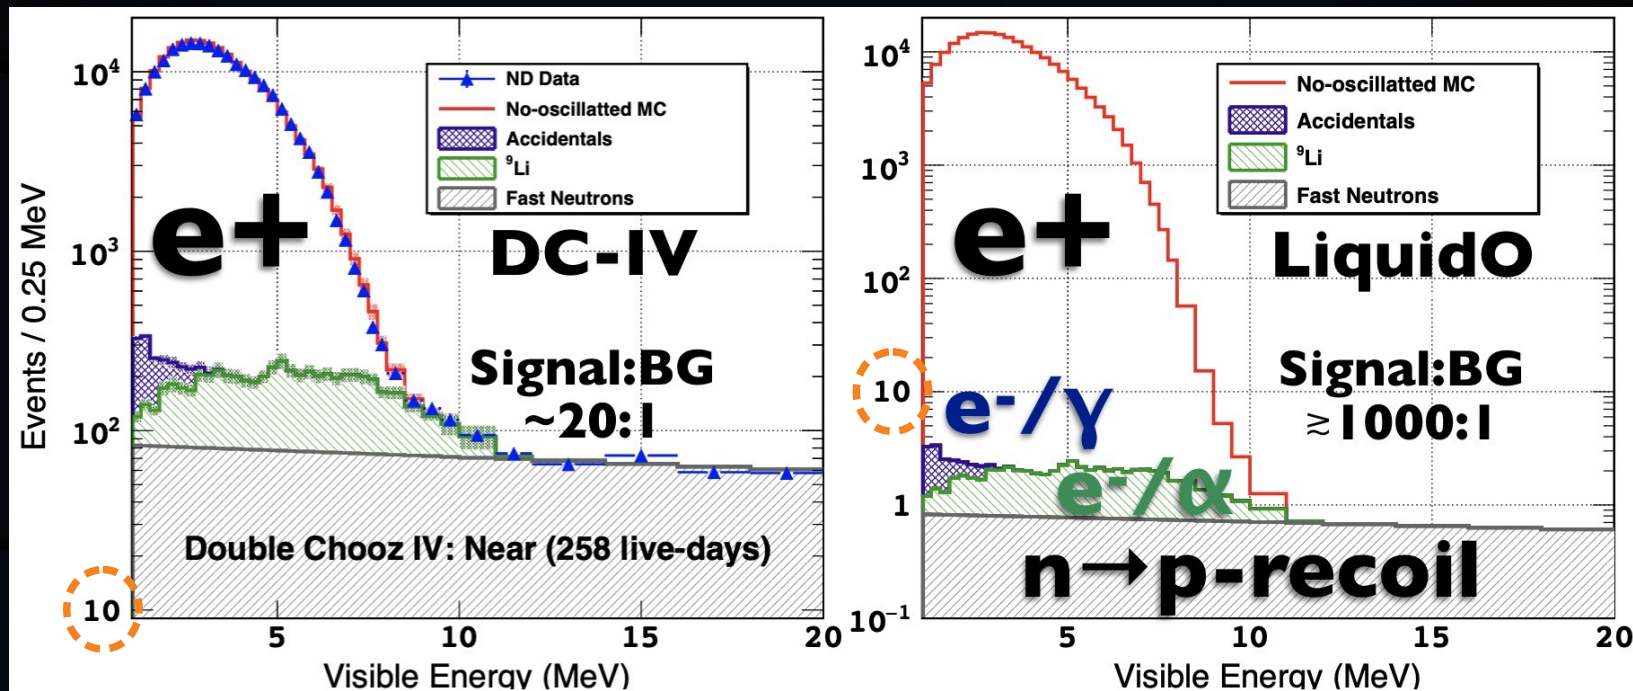 Events / 0.25 MeV
10⁴
10³
10²
10
ND Data
No-oscillatted MC
Accidentals
⁹Li
Fast Neutrons
e+
DC-IV
Signal:BG
~20:1
Double Chooz IV: Near (258 live-days)
5
10
15
20
Visible Energy (MeV)
10⁴
10³
10²
10
1
10⁻¹
No-oscillatted MC
Accidentals
⁹Li
Fast Neutrons
e+
LiquidO
Signal:BG
≳1000:1
e⁻/γ
e⁻/α
n→p-recoil
5
10
15
20
Visible Energy (MeV)